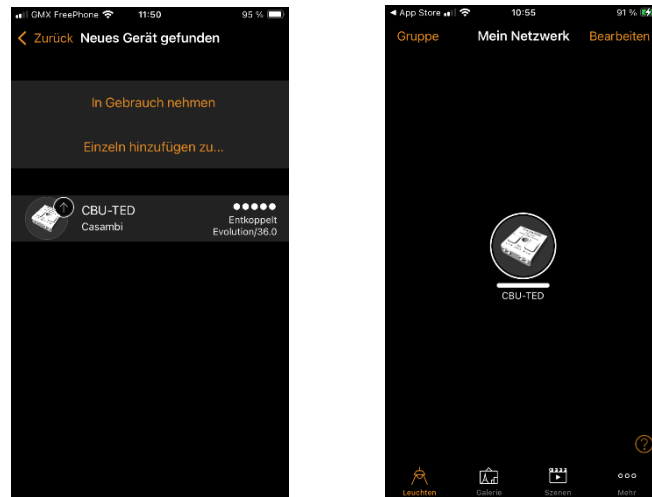 GMX FreePhone 11:50 95 %
Zurück Neues Gerät gefunden
In Gebrauch nehmen
Einzeln hinzufügen zu...
CBU-TED
Casambi
Entkoppelt
Evolution/36.0
App Store 10:55 91 %
Gruppe Mein Netzwerk Bearbeiten
CBU-TED
?
Leuchten Galerie Szenen Mehr